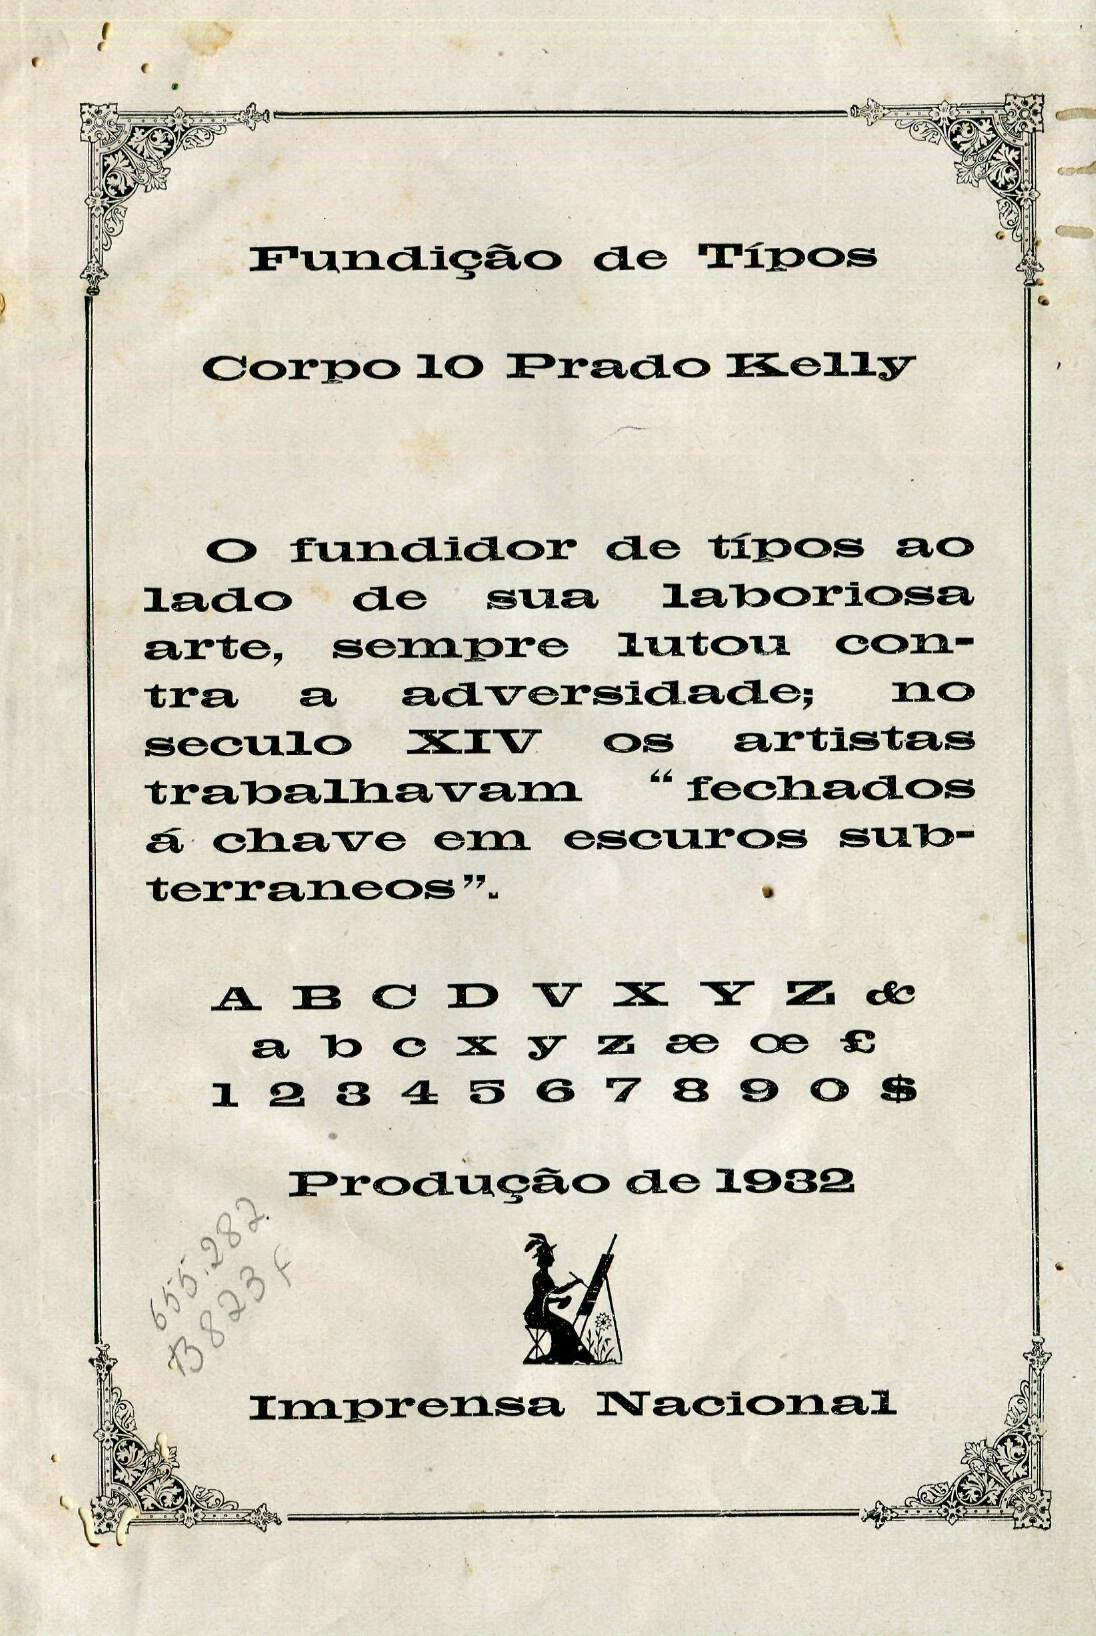 Fundição de Típos
Corpo 10 Prado Kelly
O fundidor de típos ao
lado de sua laboriosa
arte, sempre lutou con-
tra a adversidade; no
seculo XIV os artistas
trabalhavam “fechados
á chave em escuros sub-
terraneos”.
A B C D V X Y Z &
a b c x y z æ œ £
1 2 3 4 5 6 7 8 9 0 $
Produção de 1932
655.282
B823f
Imprensa Nacional